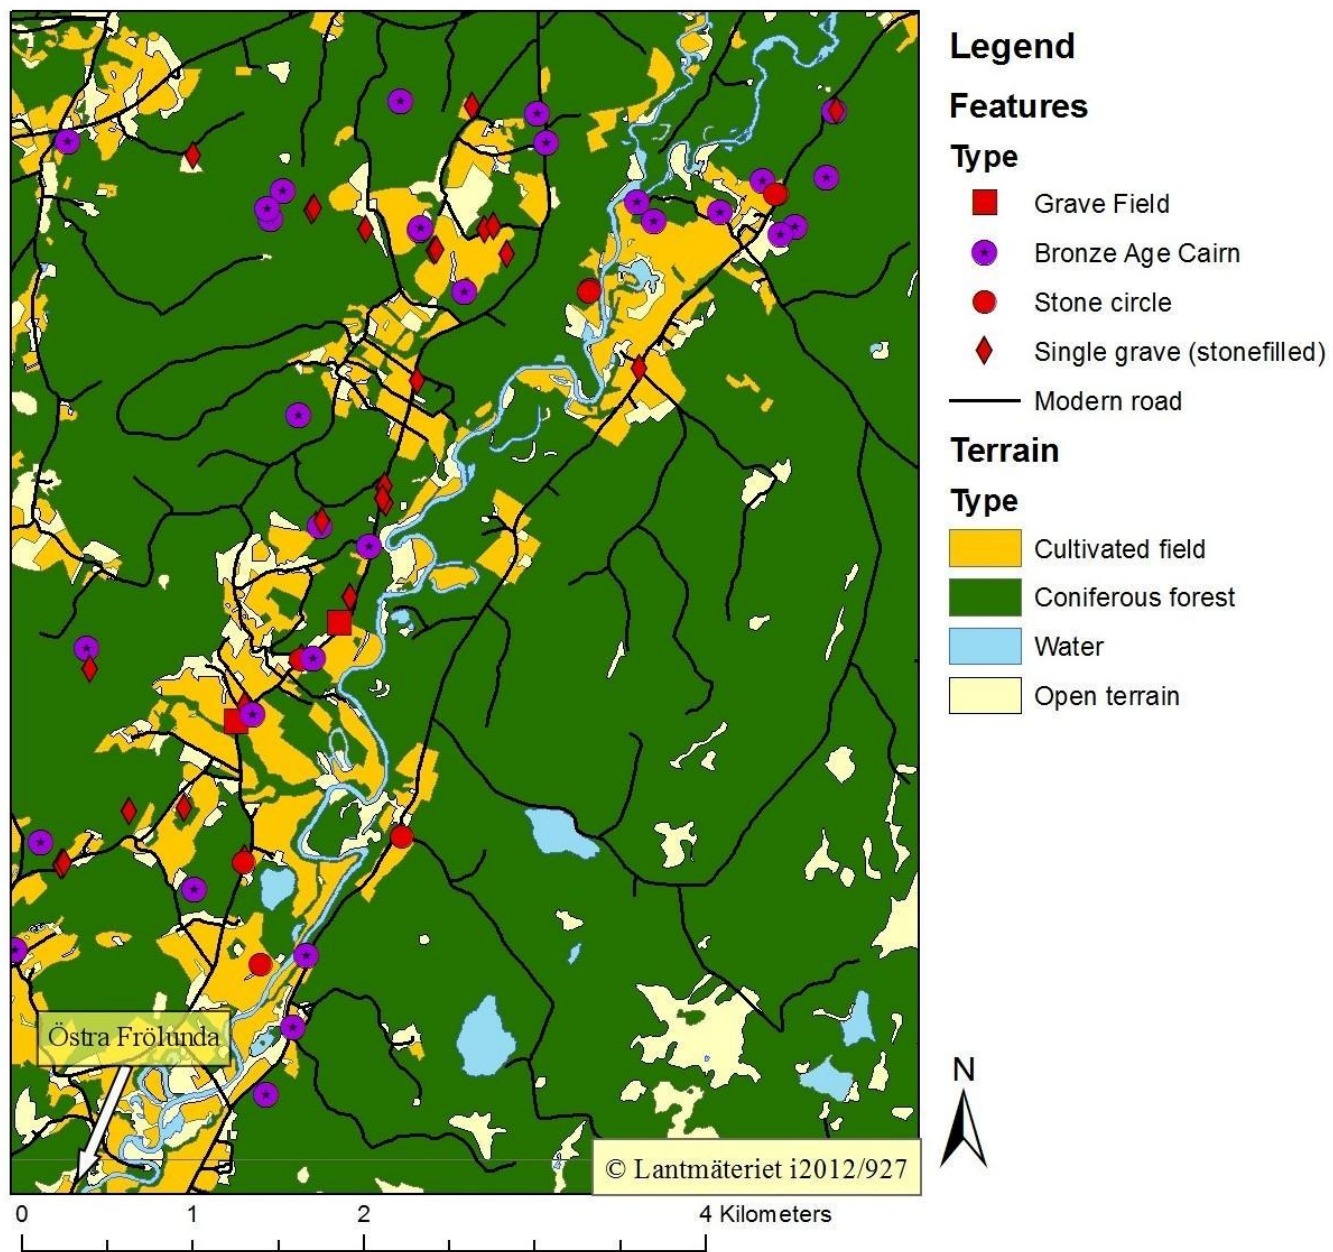 Legend
Features
Type
Grave Field
Bronze Age Cairn
Stone circle
Single grave (stonefilled)
Modern road
Terrain
Type
Cultivated field
Coniferous forest
Water
Open terrain
Östra Frölunda
N
© Lantmäteriet i2012/927
0 1 2 4 Kilometers